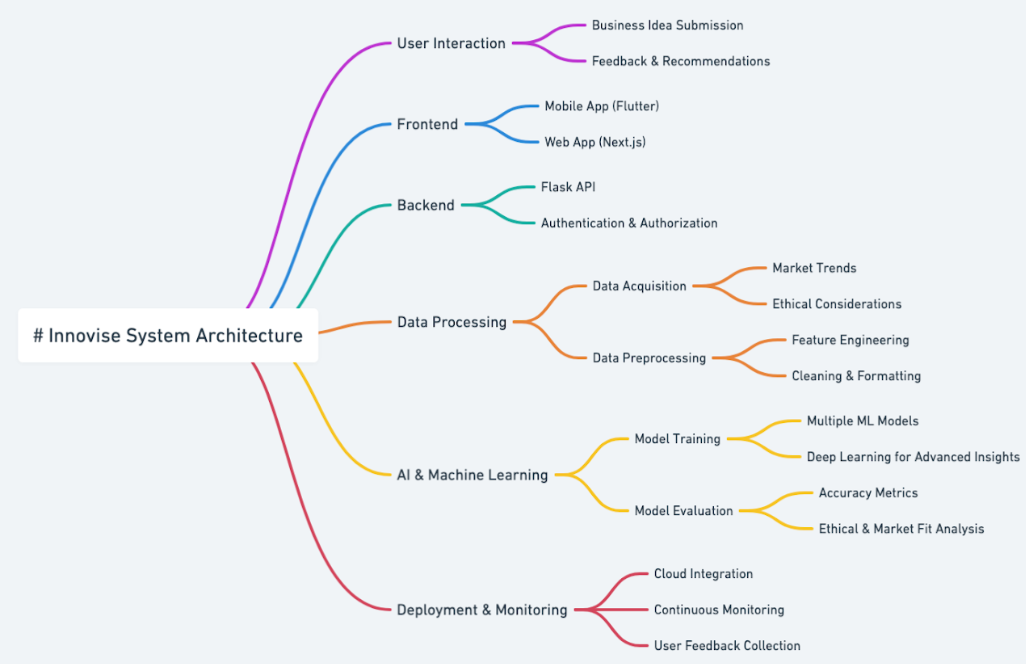 # Innovise System Architecture
User Interaction
Business Idea Submission
Feedback & Recommendations
Frontend
Mobile App (Flutter)
Web App (Next.js)
Backend
Flask API
Authentication & Authorization
Data Processing
Data Acquisition
Market Trends
Ethical Considerations
Data Preprocessing
Feature Engineering
Cleaning & Formatting
AI & Machine Learning
Model Training
Multiple ML Models
Deep Learning for Advanced Insights
Model Evaluation
Accuracy Metrics
Ethical & Market Fit Analysis
Deployment & Monitoring
Cloud Integration
Continuous Monitoring
User Feedback Collection